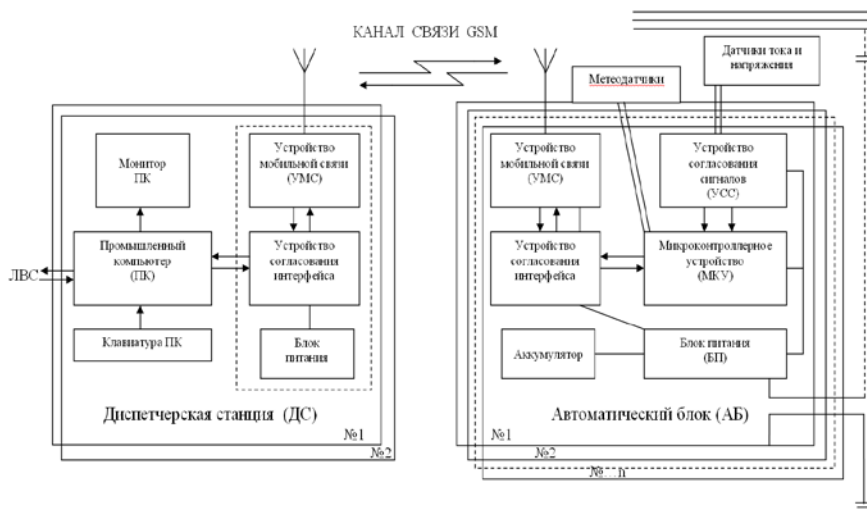 КАНАЛ СВЯЗИ GSM
Датчики тока и
напряжения
Метеодатчики
Монитор
ПК
Устройство
мобильной связи
(УМС)
Промышленный
компьютер
(ПК)
Устройство
согласования
интерфейса
ЛВС
Клавиатура ПК
Блок
питания
Диспетчерская станция (ДС)
№1
№2
Устройство
мобильной связи
(УМС)
Устройство
согласования
сигналов
(УСС)
Устройство
согласования
интерфейса
Микроконтроллерное
устройство
(МКУ)
Аккумулятор
Блок питания
(БП)
Автоматический блок (АБ)
№1
№2
№...n